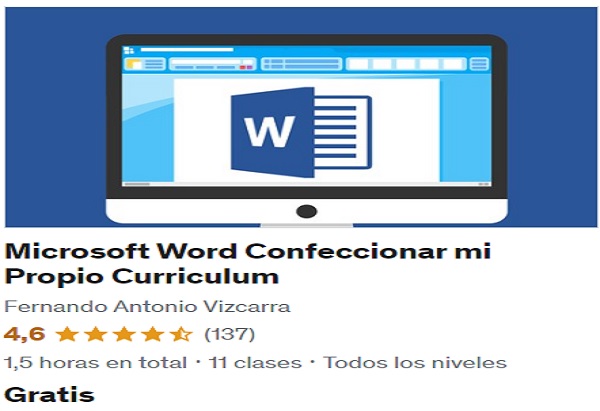 W
Microsoft Word Confeccionar mi
Propio Curriculum
Fernando Antonio Vizcarra
4,6 (137)
1,5 horas en total · 11 clases · Todos los niveles
Gratis